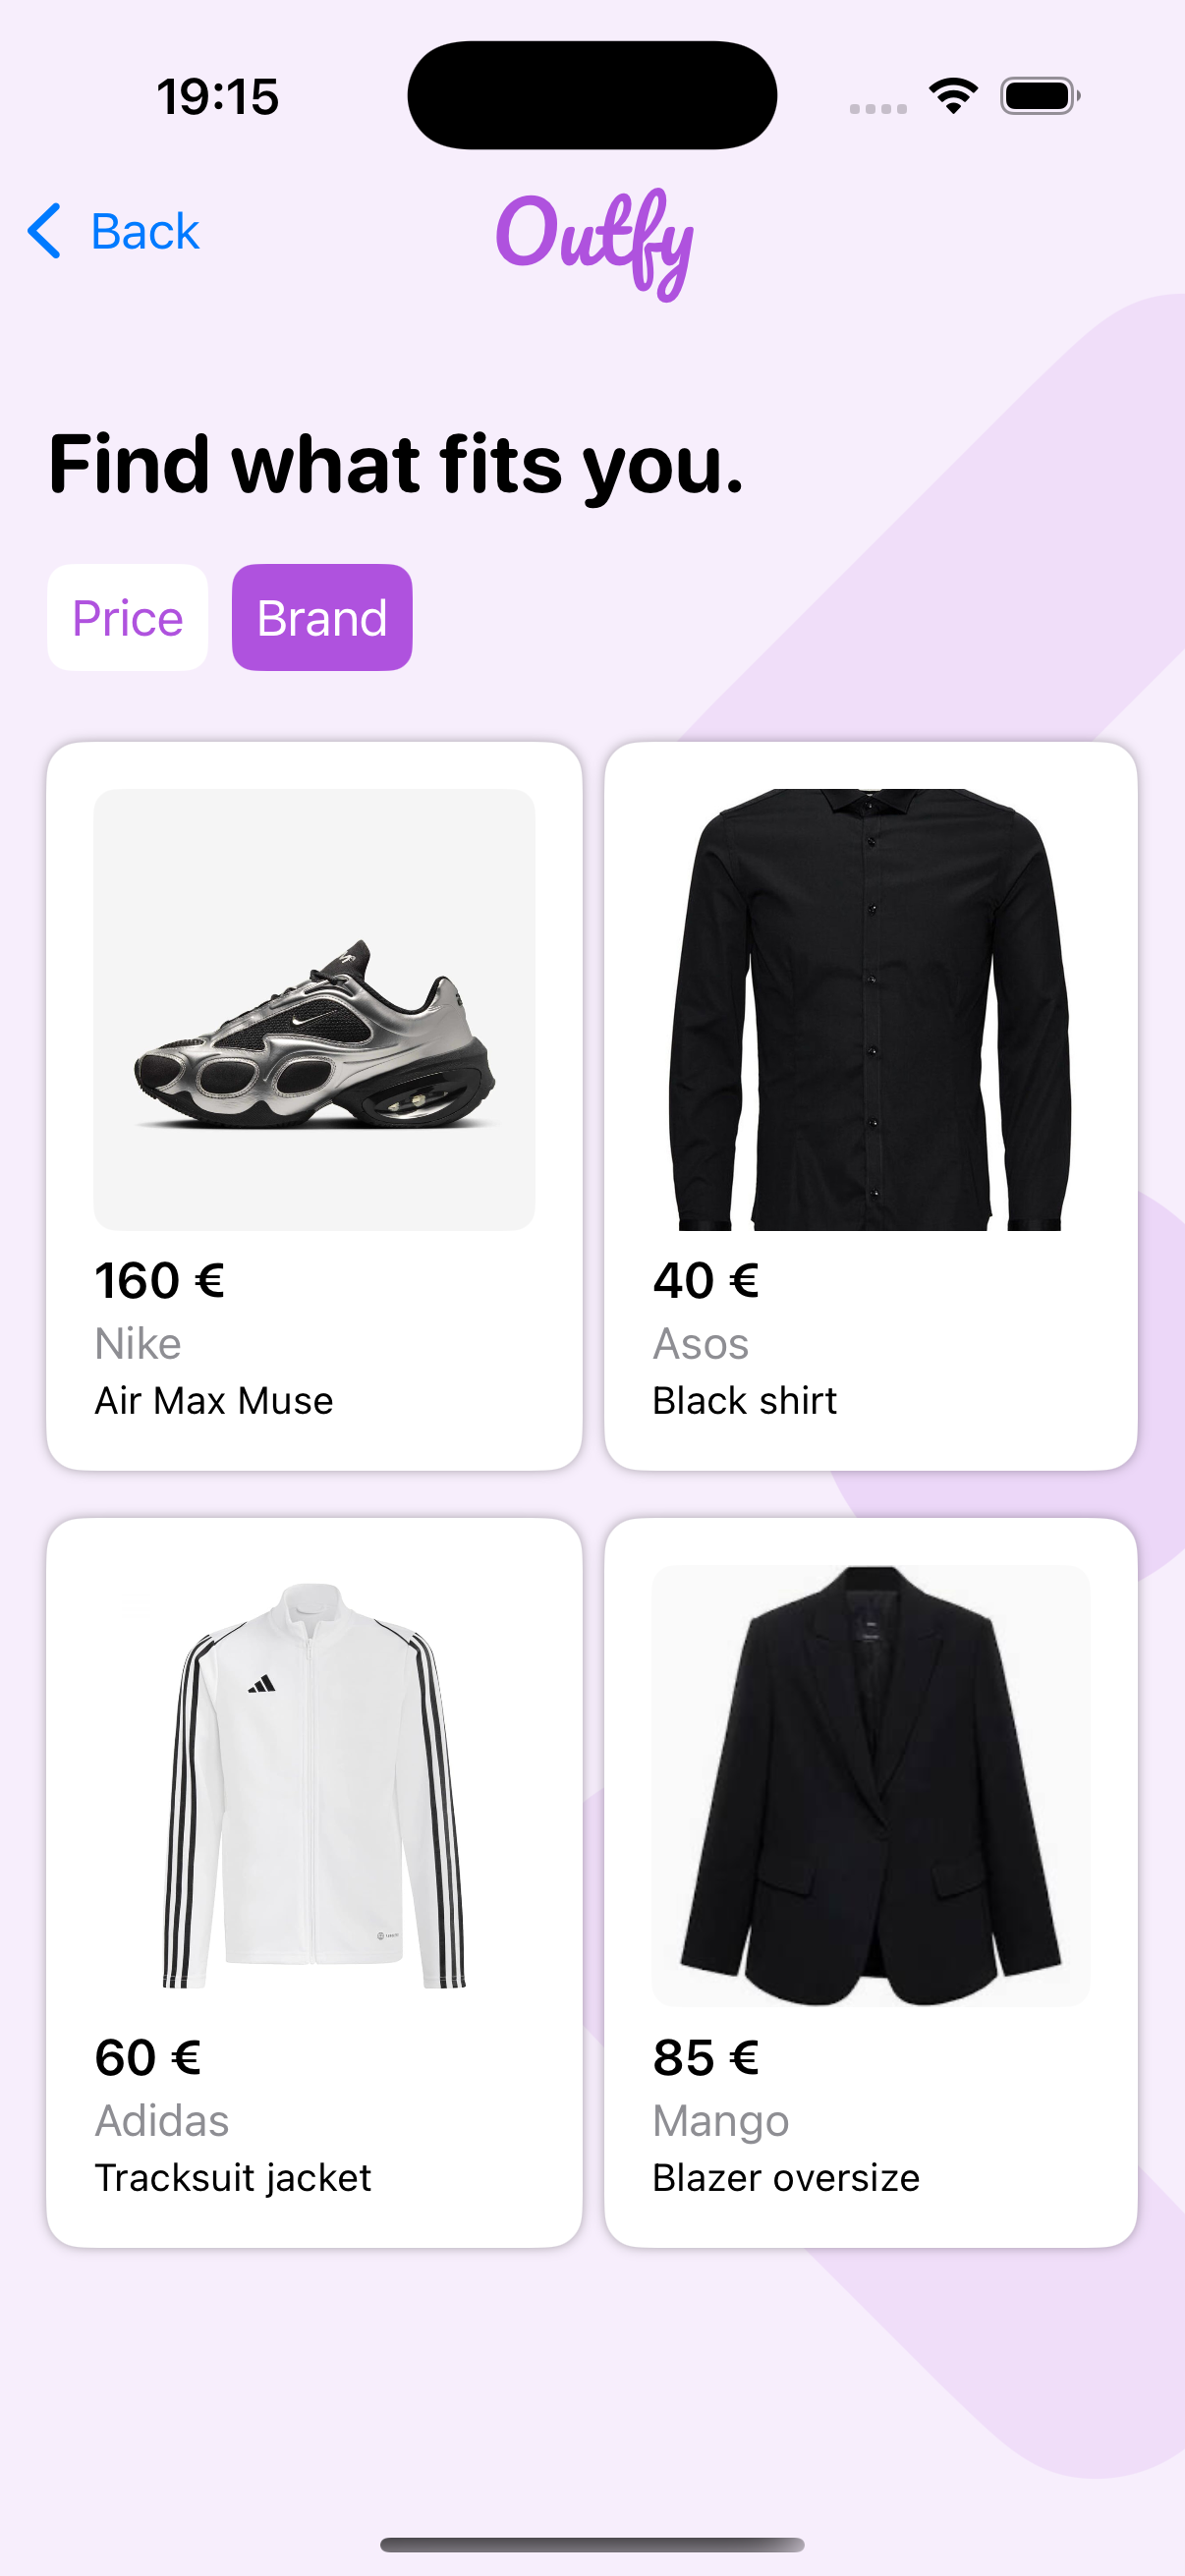 19:15
Back
Outfy
Find what fits you.
Price Brand
160 €
Nike
Air Max Muse
40 €
Asos
Black shirt
60 €
Adidas
Tracksuit jacket
85 €
Mango
Blazer oversize